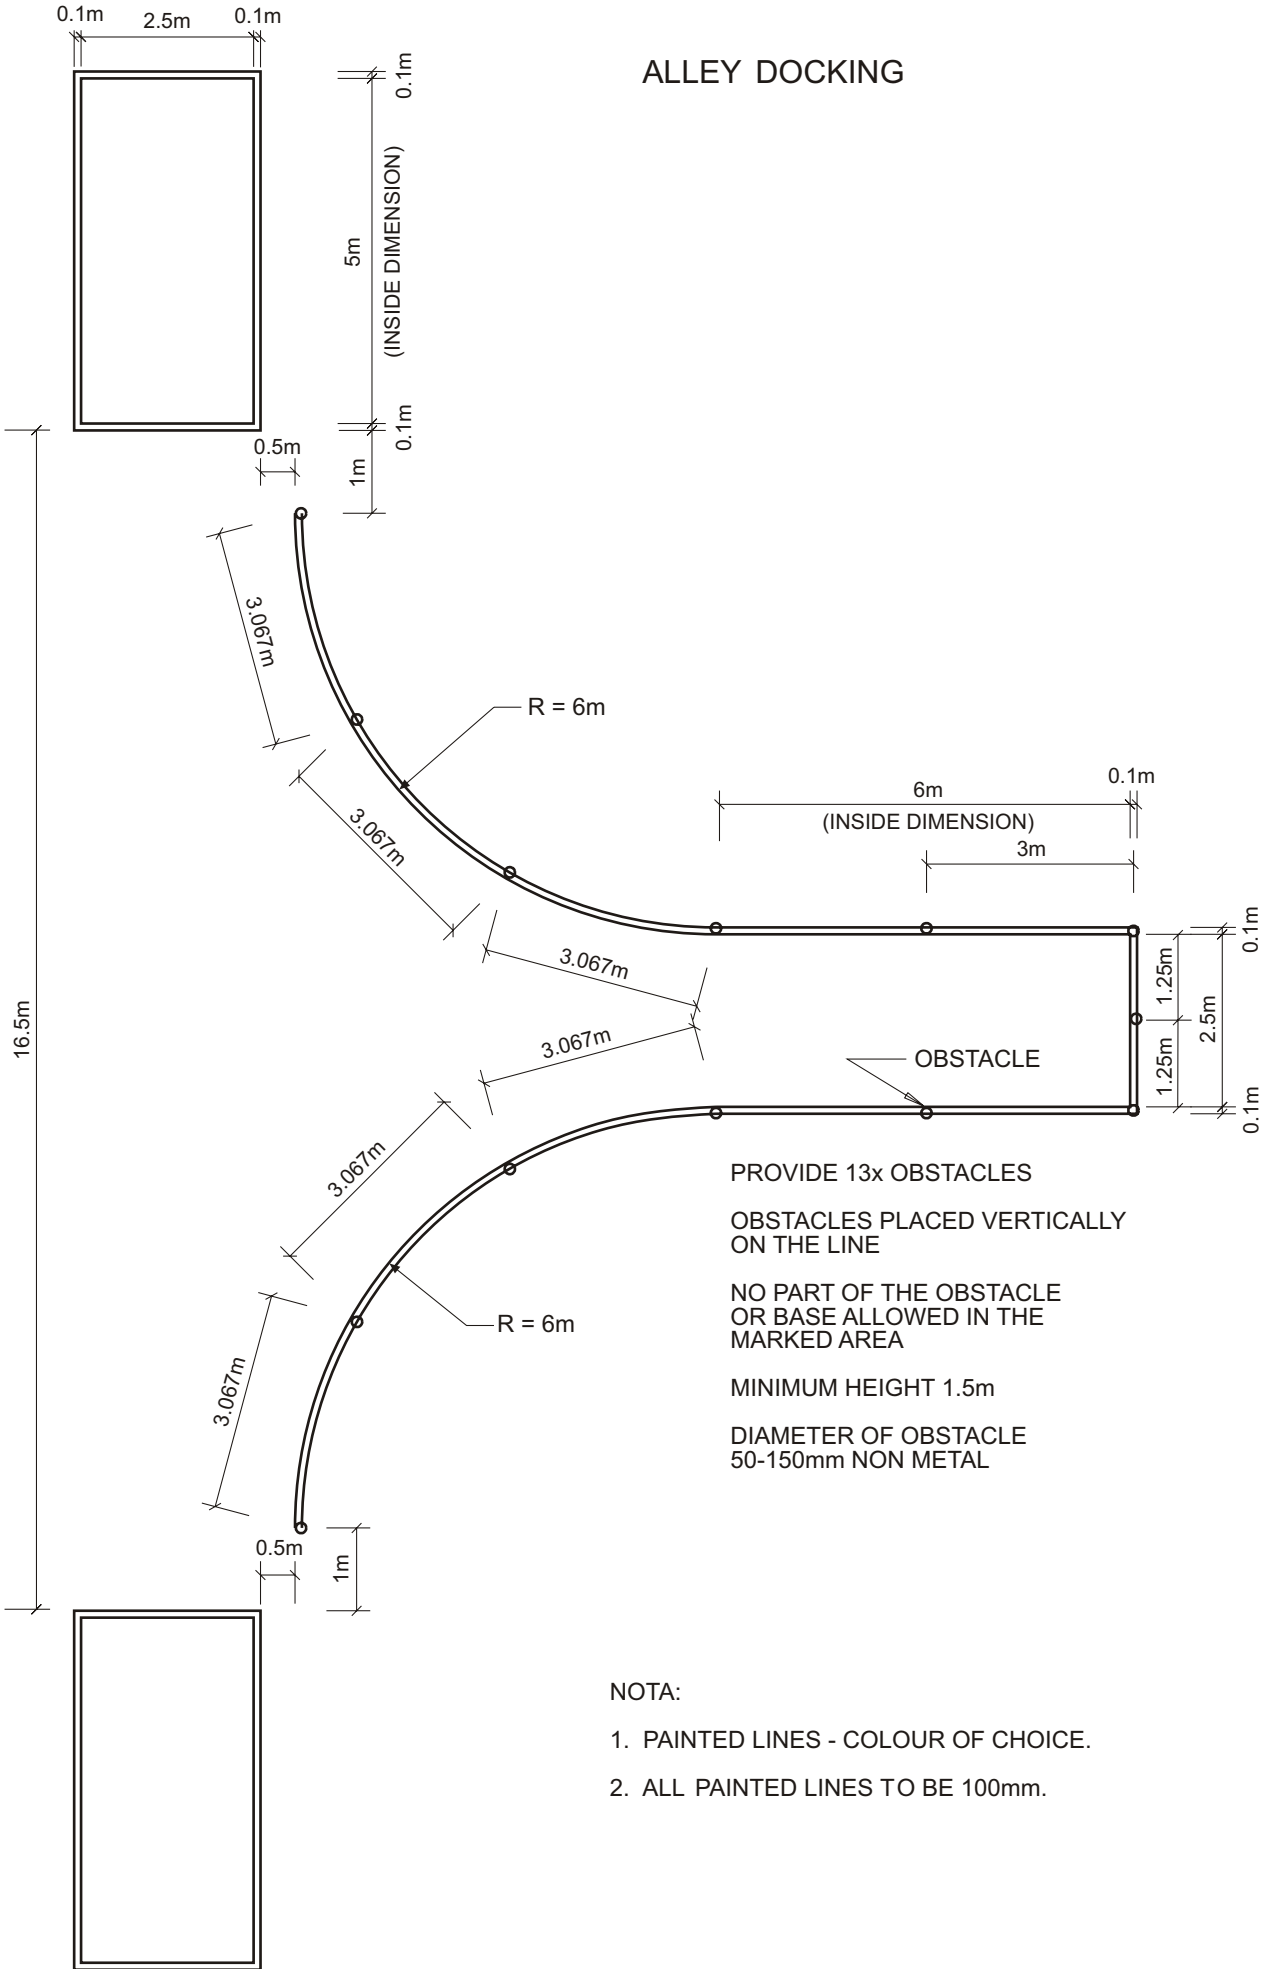 ALLEY DOCKING
0.1m
2.5m
0.1m
0.1m
5m
(INSIDE DIMENSION)
0.1m
0.5m
1m
3.067m
R = 6m
3.067m
3.067m
6m
(INSIDE DIMENSION)
0.1m
3m
0.1m
1.25m
2.5m
1.25m
0.1m
16.5m
3.067m
OBSTACLE
3.067m
R = 6m
3.067m
0.5m
1m
PROVIDE 13x OBSTACLES
OBSTACLES PLACED VERTICALLY
ON THE LINE
NO PART OF THE OBSTACLE
OR BASE ALLOWED IN THE
MARKED AREA
MINIMUM HEIGHT 1.5m
DIAMETER OF OBSTACLE
50-150mm NON METAL
NOTA:
1. PAINTED LINES - COLOUR OF CHOICE.
2. ALL PAINTED LINES TO BE 100mm.